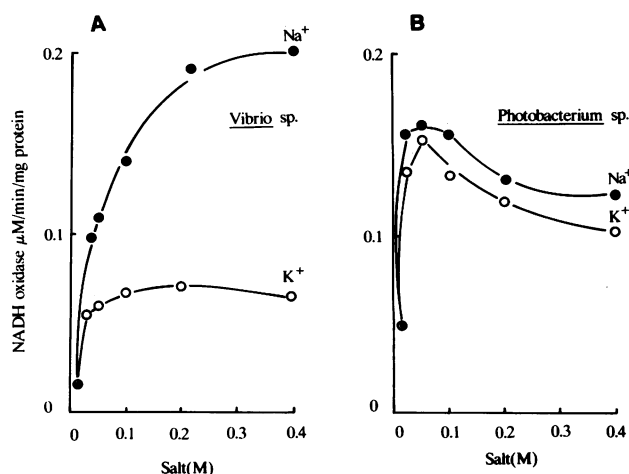 A
B
0.2
Na+
Vibrio sp.
NADH oxidase μM/min/mg protein
0.1
K+
0
0 0.1 0.2 0.3 0.4
Salt(M)
0.2
Photobacterium sp.
Na+
K+
0.1
0
0 0.1 0.2 0.3 0.4
Salt(M)